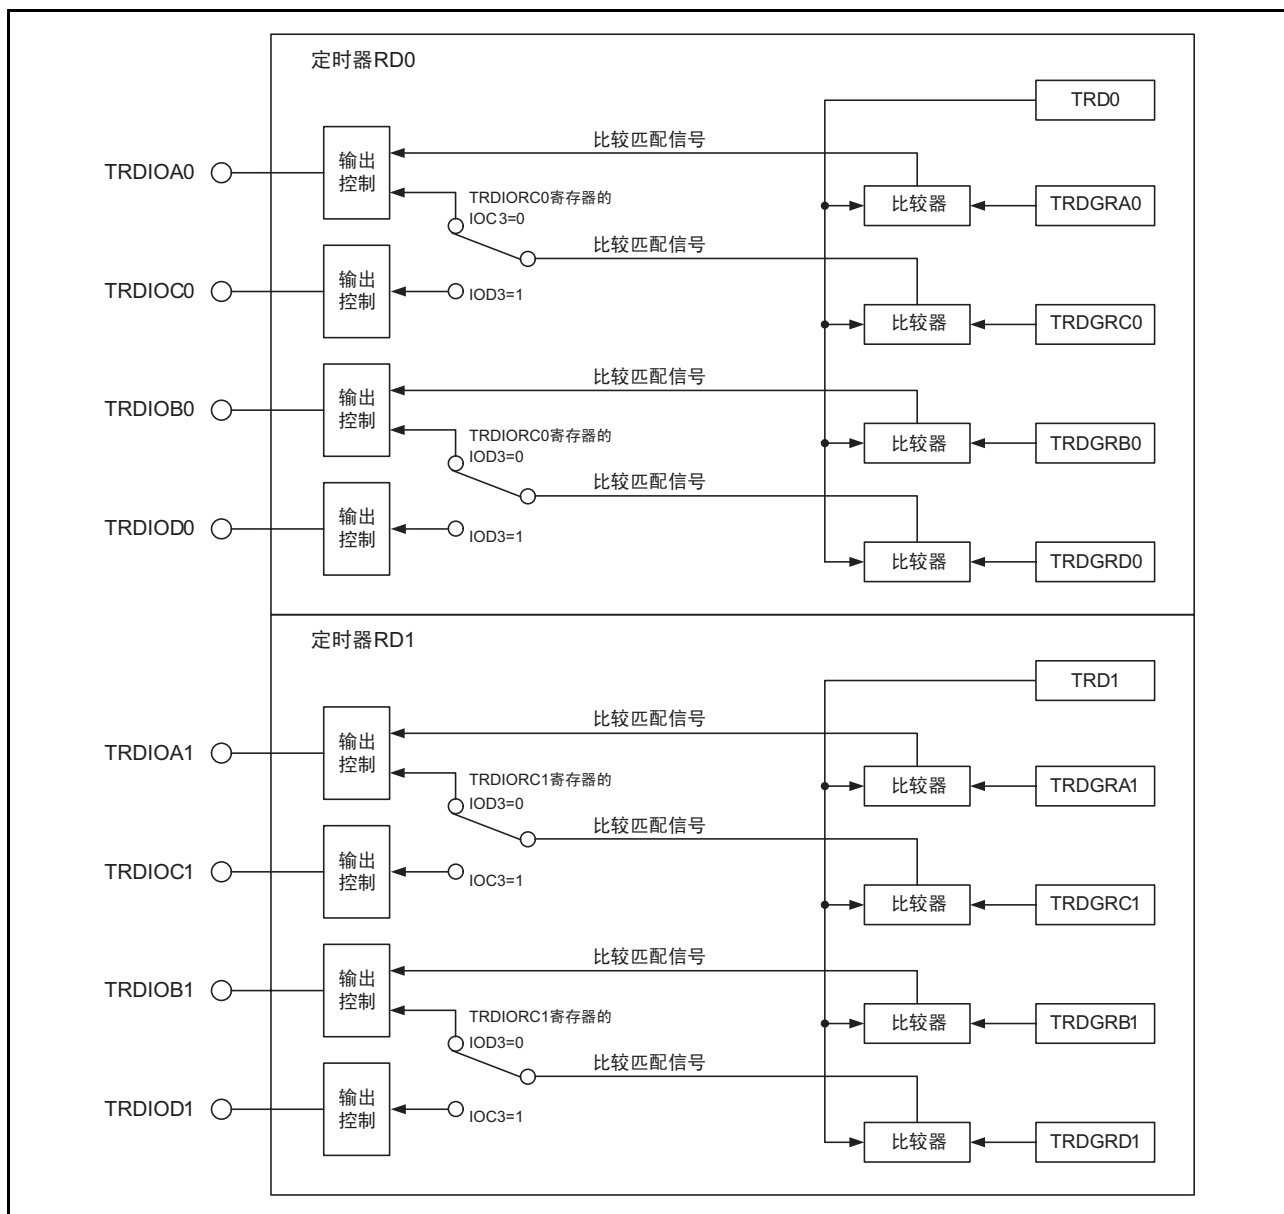 定时器RD0
TRD0
比较匹配信号
TRDIOA0
输出
控制
TRDIORC0寄存器的
IOC3=0
比较器
TRDGRA0
比较匹配信号
TRDIOC0
输出
控制
IOD3=1
比较器
TRDGRC0
比较匹配信号
TRDIOB0
输出
控制
TRDIORC0寄存器的
IOD3=0
比较器
TRDGRB0
比较匹配信号
TRDIOD0
输出
控制
IOD3=1
比较器
TRDGRD0
定时器RD1
TRD1
比较匹配信号
TRDIOA1
输出
控制
TRDIORC1寄存器的
IOD3=0
比较器
TRDGRA1
比较匹配信号
TRDIOC1
输出
控制
IOC3=1
比较器
TRDGRC1
比较匹配信号
TRDIOB1
输出
控制
TRDIORC1寄存器的
IOD3=0
比较器
TRDGRB1
比较匹配信号
TRDIOD1
输出
控制
IOC3=1
比较器
TRDGRD1